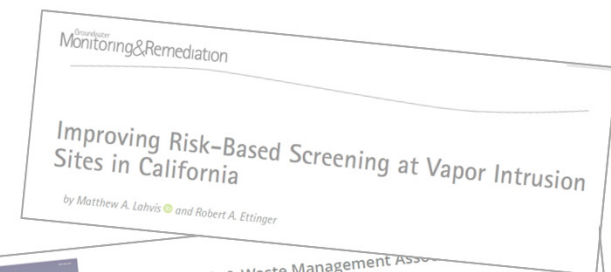 Groundwater
Monitoring&Remediation
Improving Risk-Based Screening at Vapor Intrusion
Sites in California
by Matthew A. Lahvis and Robert A. Ettinger
Waste Management